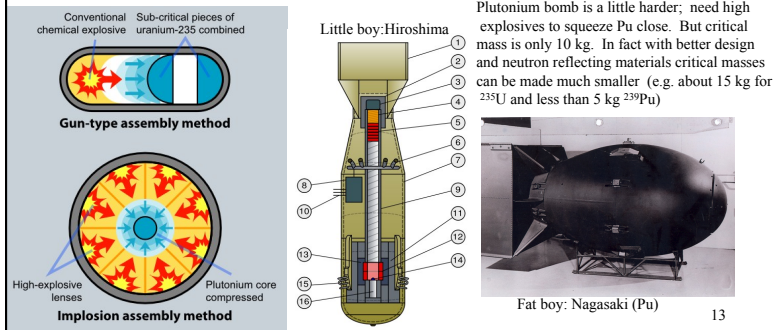 Conventional
chemical explosive
Sub-critical pieces of
uranium-235 combined
Gun-type assembly method
High-explosive
lenses
Plutonium core
compressed
Implosion assembly method
Little boy:Hiroshima
1
2
3
4
5
6
7
8
9
10
11
12
13
14
15
16
Plutonium bomb is a little harder; need high
explosives to squeeze Pu close. But critical
mass is only 10 kg. In fact with better design
and neutron reflecting materials critical masses
can be made much smaller (e.g. about 15 kg for
²³⁵U and less than 5 kg ²³⁹Pu)
Fat boy: Nagasaki (Pu)
13